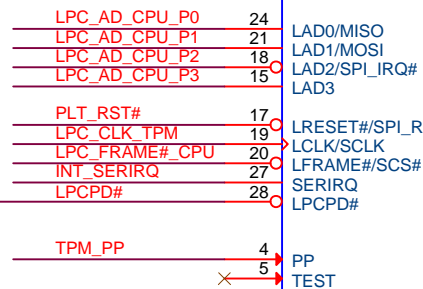 LPC_AD_CPU_P0 24 LAD0/MISO
LPC_AD_CPU_P1 21 LAD1/MOSI
LPC_AD_CPU_P2 18 LAD2/SPI_IRQ#
LPC_AD_CPU_P3 15 LAD3
PLT_RST# 17 LRESET#/SPI_R
LPC_CLK_TPM 19 LCLK/SCLK
LPC_FRAME#_CPU 20 LFRAME#/SCS#
INT_SERIRQ 27 SERIRQ
LPCPD# 28 LPCPD#
TPM_PP 4 PP
5 TEST